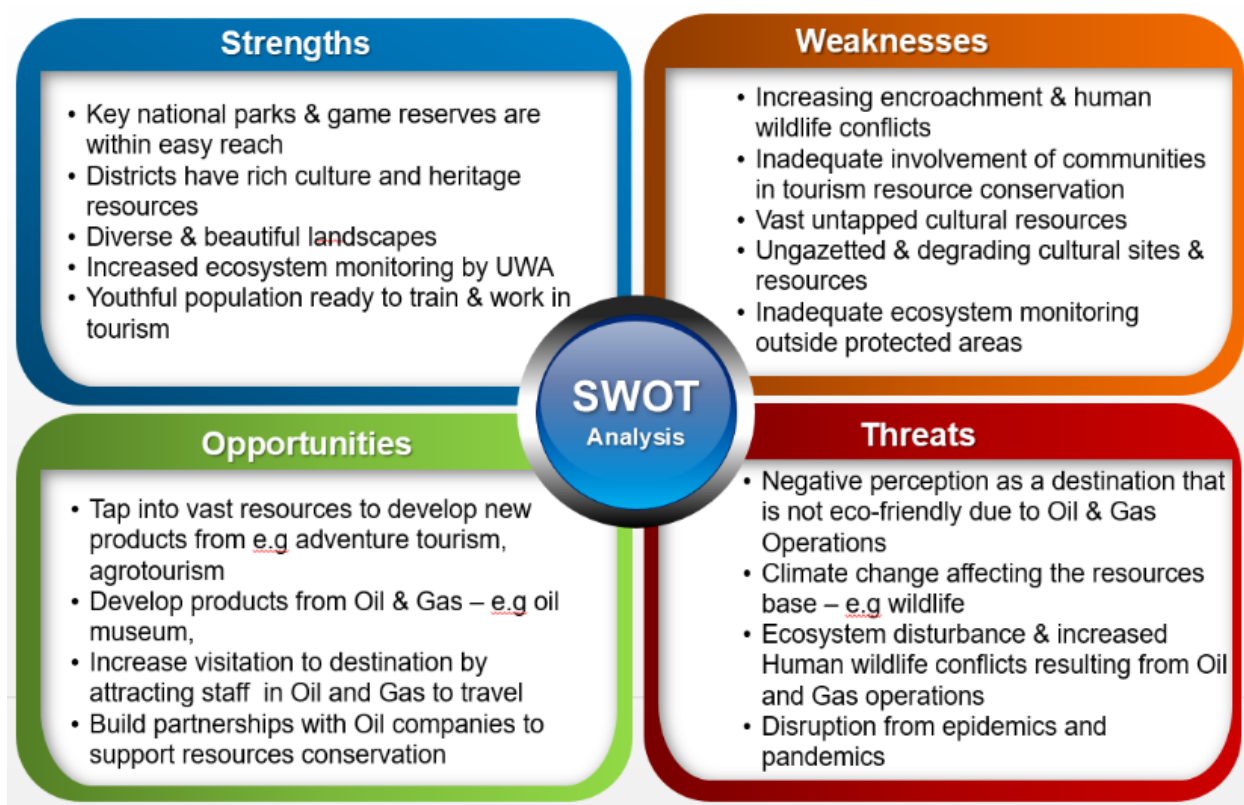 Strengths
• Key national parks & game reserves are
within easy reach
• Districts have rich culture and heritage
resources
• Diverse & beautiful landscapes
• Increased ecosystem monitoring by UWA
• Youthful population ready to train & work in
tourism
Weaknesses
• Increasing encroachment & human
wildlife conflicts
• Inadequate involvement of communities
in tourism resource conservation
• Vast untapped cultural resources
• Ungazetted & degrading cultural sites &
resources
• Inadequate ecosystem monitoring
outside protected areas
SWOT
Analysis
Opportunities
• Tap into vast resources to develop new
products from e.g adventure tourism,
agrotourism
• Develop products from Oil & Gas – e.g oil
museum,
• Increase visitation to destination by
attracting staff in Oil and Gas to travel
• Build partnerships with Oil companies to
support resources conservation
Threats
• Negative perception as a destination that
is not eco-friendly due to Oil & Gas
Operations
• Climate change affecting the resources
base – e.g wildlife
• Ecosystem disturbance & increased
Human wildlife conflicts resulting from Oil
and Gas operations
• Disruption from epidemics and
pandemics